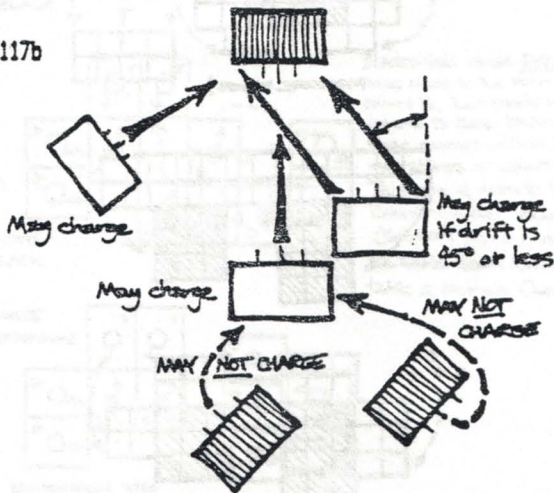 117b
May charge
May charge
if drift is
45° or less
May charge
MAY NOT
CHARGE
MAY NOT CHARGE